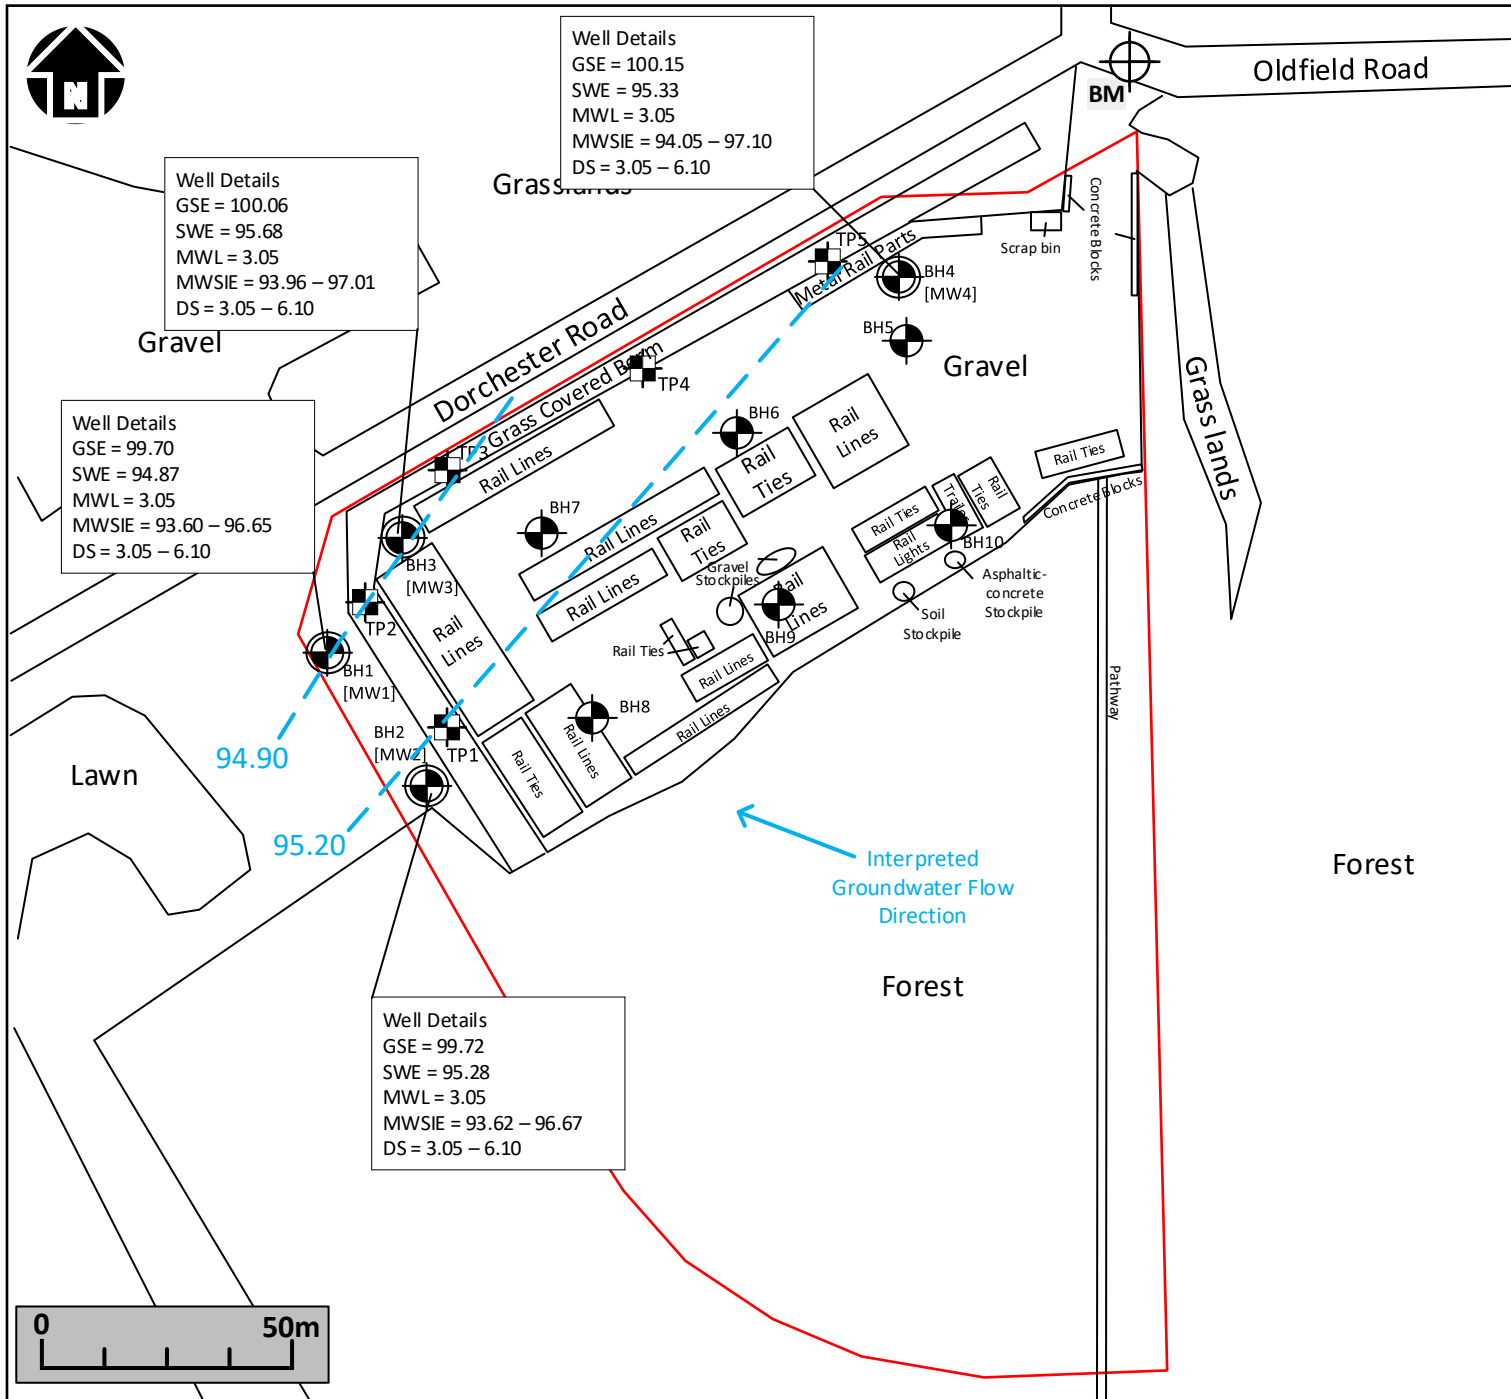 N
Well Details
GSE = 100.15
SWE = 95.33
MWL = 3.05
MWSIE = 94.05 – 97.10
DS = 3.05 – 6.10
Oldfield Road
BM
Well Details
GSE = 100.06
SWE = 95.68
MWL = 3.05
MWSIE = 93.96 – 97.01
DS = 3.05 – 6.10
Grasslands
Concrete Blocks
Scrap bin
TP5
Metal Rail Parts
BH4
[MW4]
Gravel
Dorchester Road
BH5
Gravel
Grasslands
Grass Covered Berm
TP4
Well Details
GSE = 99.70
SWE = 94.87
MWL = 3.05
MWSIE = 93.60 – 96.65
DS = 3.05 – 6.10
TP3
Rail Lines
BH6
Rail
Lines
Rail
Ties
Rail Ties
Concrete Blocks
BH7
Rail Lines
Rail
Ties
Rail Ties
Rail
Lights
Trailer
Rail
Ties
BH10
BH3
[MW3]
Gravel
Stockpiles
Rail Lines
Rail
Lines
BH9
Asphaltic-
concrete
Stockpile
Soil
Stockpile
TP2
Rail
Lines
BH1
[MW1]
Rail Ties
Rail Lines
Rail Lines
Pathway
BH8
BH2
[MW2]
TP1
Rail Ties
Rail Lines
94.90
95.20
Lawn
Interpreted
Groundwater Flow
Direction
Forest
Forest
Well Details
GSE = 99.72
SWE = 95.28
MWL = 3.05
MWSIE = 93.62 – 96.67
DS = 3.05 – 6.10
0
50m